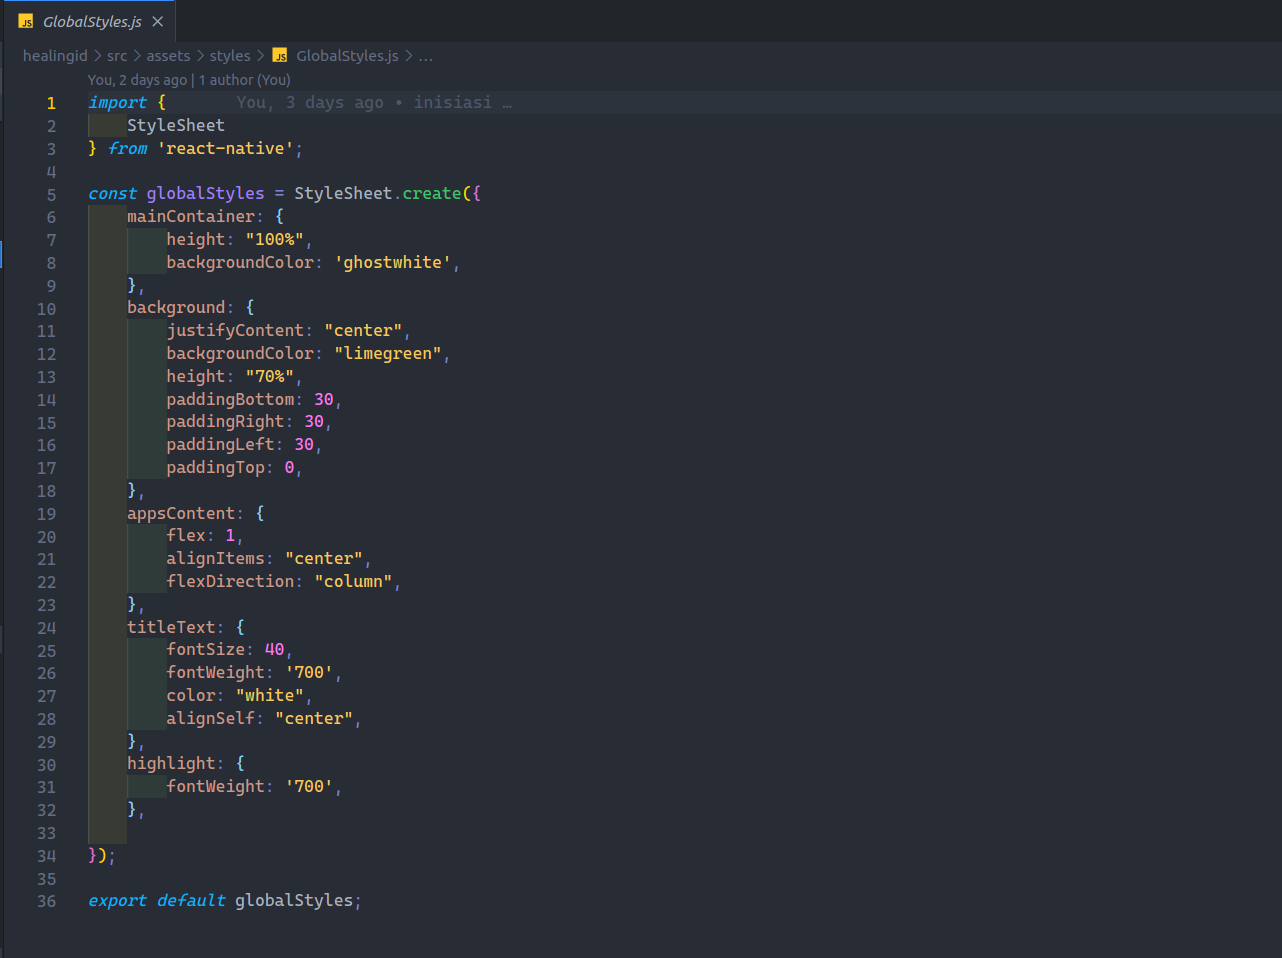 JS GlobalStyles.js ×
healingid > src > assets > styles > JS GlobalStyles.js > ...
You, 2 days ago | 1 author (You)
1 import { You, 3 days ago • inisiasi …
2 StyleSheet
3 } from 'react-native';
4
5 const globalStyles = StyleSheet.create({
6 mainContainer: {
7 height: "100%",
8 backgroundColor: 'ghostwhite',
9 },
10 background: {
11 justifyContent: "center",
12 backgroundColor: "limegreen",
13 height: "70%",
14 paddingBottom: 30,
15 paddingRight: 30,
16 paddingLeft: 30,
17 paddingTop: 0,
18 },
19 appsContent: {
20 flex: 1,
21 alignItems: "center",
22 flexDirection: "column",
23 },
24 titleText: {
25 fontSize: 40,
26 fontWeight: '700',
27 color: "white",
28 alignSelf: "center",
29 },
30 highlight: {
31 fontWeight: '700',
32 },
33
34 });
35
36 export default globalStyles;